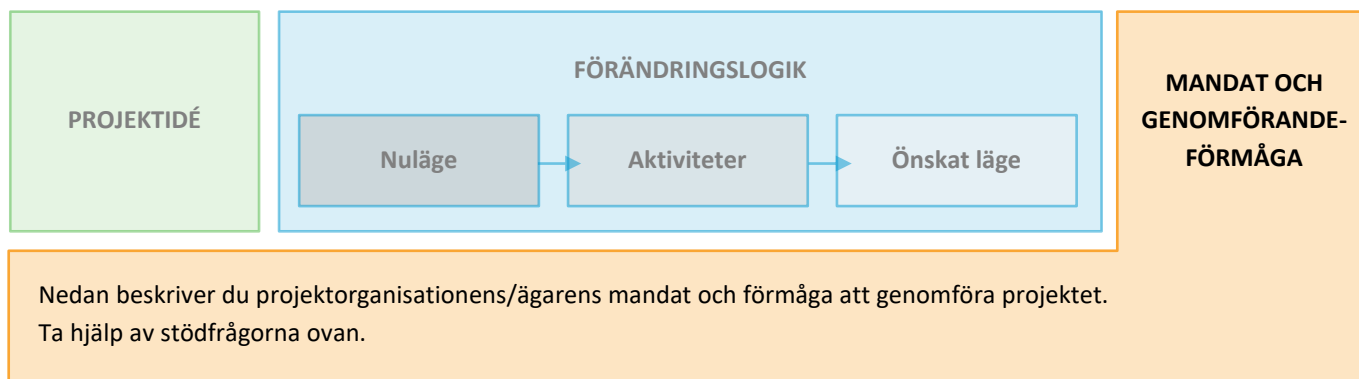 PROJEKTIDÉ
FÖRÄNDRINGSLOGIK
Nuläge
Aktiviteter
Önskat läge
MANDAT OCH
GENOMFÖRANDE-
FÖRMÅGA
Nedan beskriver du projektorganisationens/ägarens mandat och förmåga att genomföra projektet.
Ta hjälp av stödfrågorna ovan.